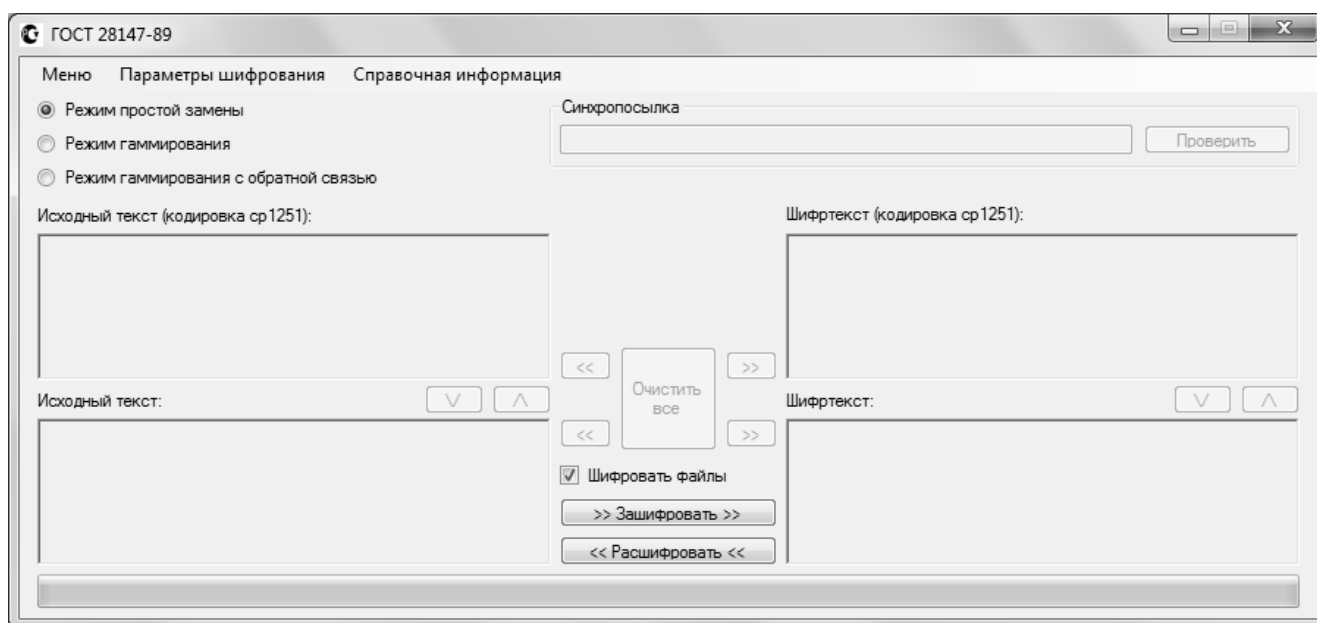 ГОСТ 28147-89
Меню Параметры шифрования Справочная информация
Режим простой замены
Режим гаммирования
Режим гаммирования с обратной связью
Синхропосылка
Проверить
Исходный текст (кодировка cp1251):
Шифртекст (кодировка cp1251):
<< Очистить все >>
Исходный текст: V Λ
Шифртекст: V Λ
<< >>
Шифровать файлы
>> Зашифровать >>
<< Расшифровать <<